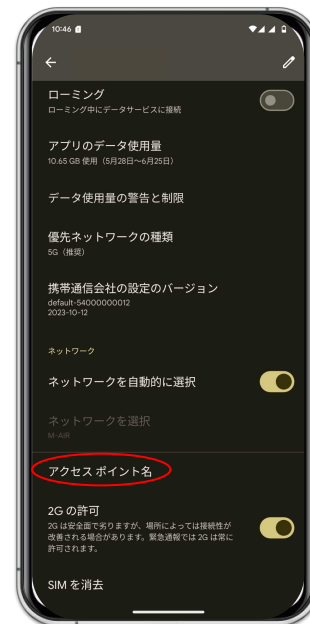 10:46
ローミング
ローミング中にデータサービスに接続
アプリのデータ使用量
10.65 GB 使用（5月28日～6月25日）
データ使用量の警告と制限
優先ネットワークの種類
5G（推奨）
携帯通信会社の設定のバージョン
default-54000000012
2023-10-12
ネットワーク
ネットワークを自動的に選択
ネットワークを選択
M-AIR
アクセス ポイント名
2G の許可
2G は安全面で劣りますが、場所によっては接続性が
改善される場合があります。緊急通報では 2G は常に
許可されます。
SIM を消去